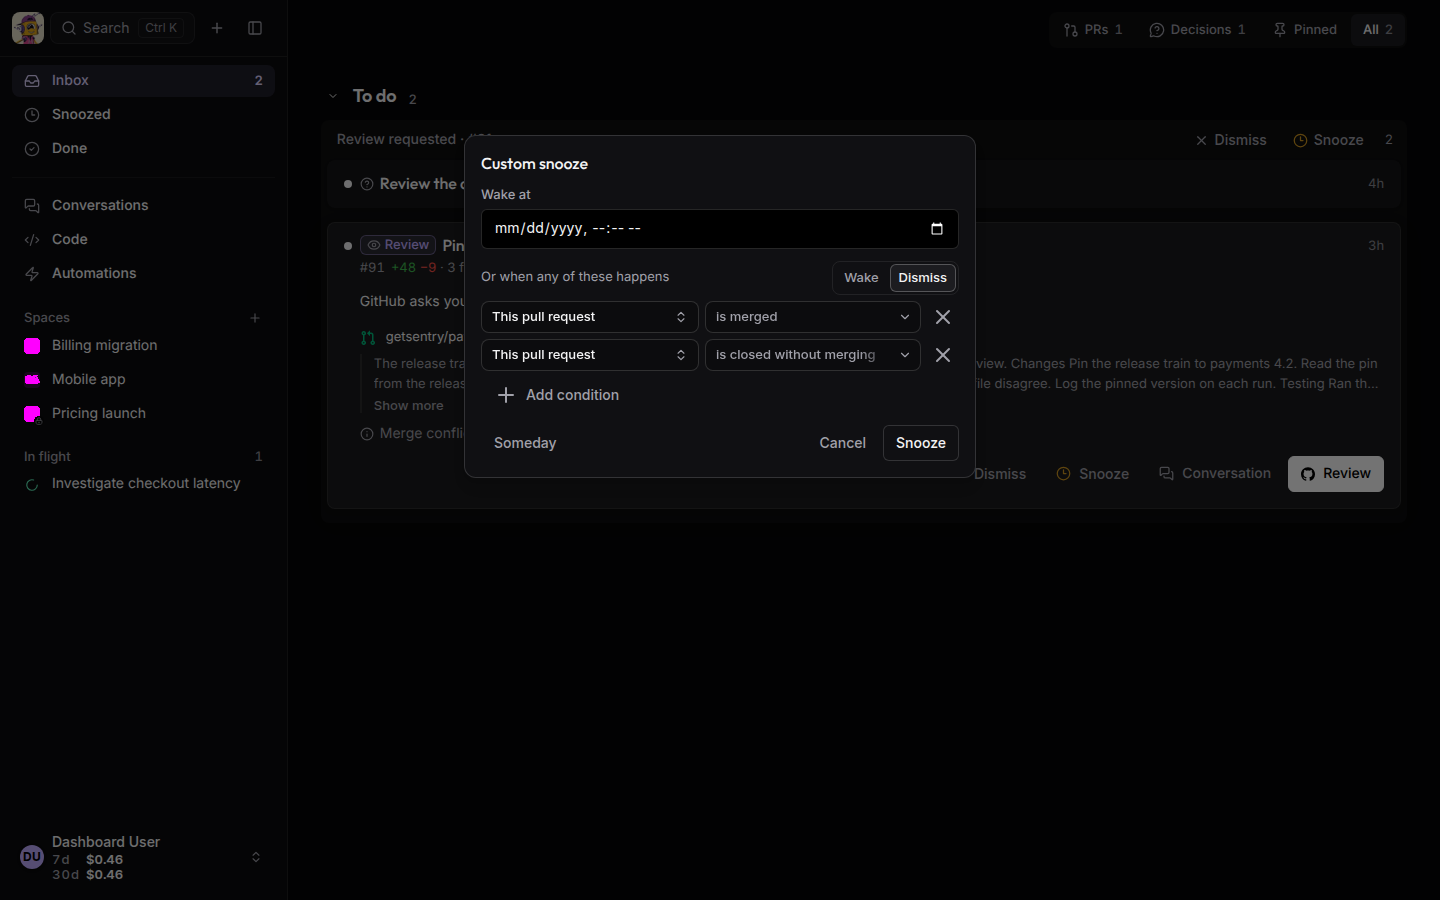 Search Ctrl K
PRs 1 Decisions 1 Pinned All 2
Inbox 2
Snoozed
Done
Conversations
Code
Automations
Spaces
Billing migration
Mobile app
Pricing launch
In flight 1
Investigate checkout latency
Dashboard User
DU
7d $0.46
30d $0.46
To do 2
Review requested · Dismiss Snooze 2
Review the 4h
Review Pin 3h
#91 +48 −9 · 3 f
GitHub asks you
getsentry/pa
The release tra view. Changes Pin the release train to payments 4.2. Read the pin
from the releas file disagree. Log the pinned version on each run. Testing Ran th...
Show more
Merge confli
Dismiss Snooze Conversation Review
Custom snooze
Wake at
mm/dd/yyyy, --:-- --
Or when any of these happens Wake Dismiss
This pull request is merged
This pull request is closed without merging
Add condition
Someday Cancel Snooze